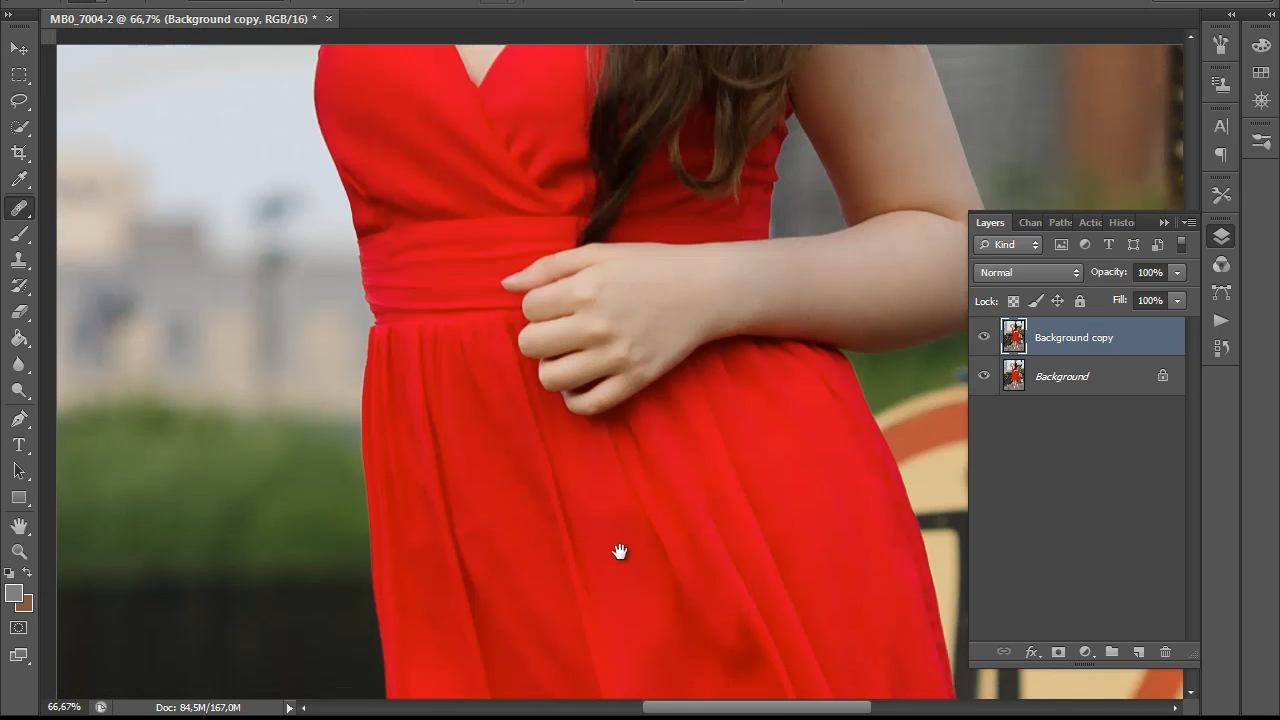 MB0_7004-2 @ 66,7% (Background copy, RGB/16) * ×
Layers Chan Paths Actic Histo
Kind
Normal Opacity: 100%
Lock: Fill: 100%
Background copy
Background
66,67% Doc: 84,5M/167,0M